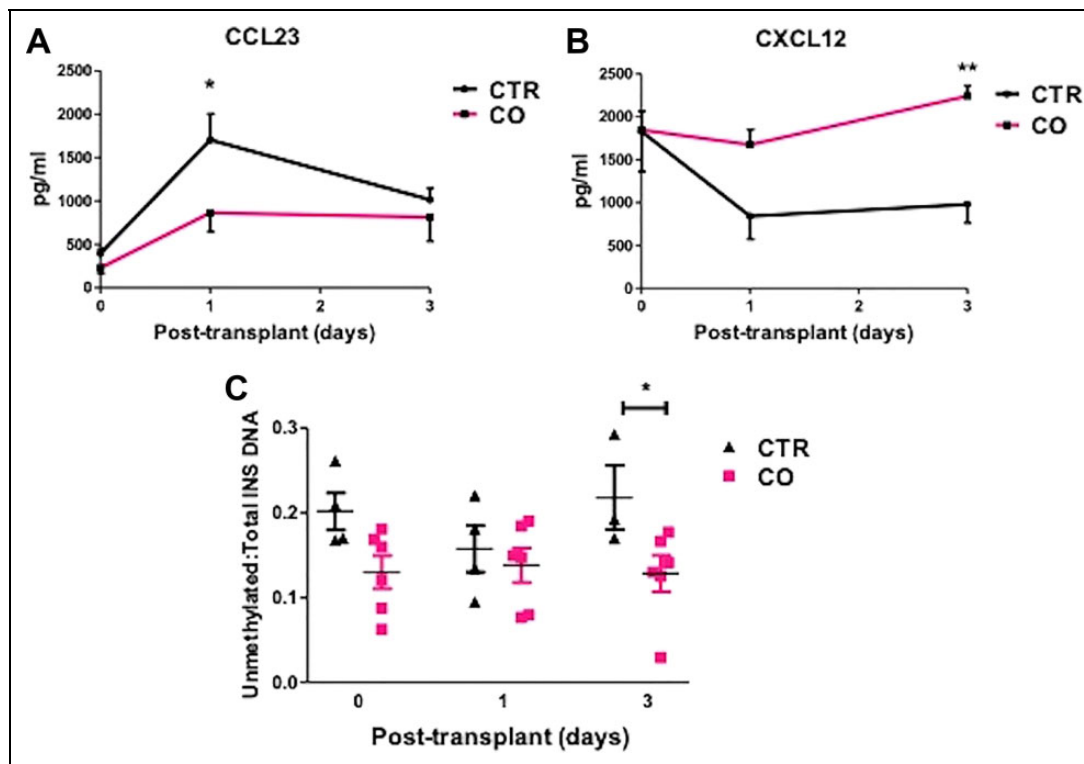 A
CCL23
*
2500
2000
1500
1000
500
0
pg/ml
0 1 2 3
Post-transplant (days)
CTR
CO
B
CXCL12
**
2500
2000
1500
1000
500
0
pg/ml
0 1 2 3
Post-transplant (days)
CTR
CO
C
*
0.3
0.2
0.1
0.0
Unmethylated:Total INS DNA
0 1 3
Post-transplant (days)
CTR
CO